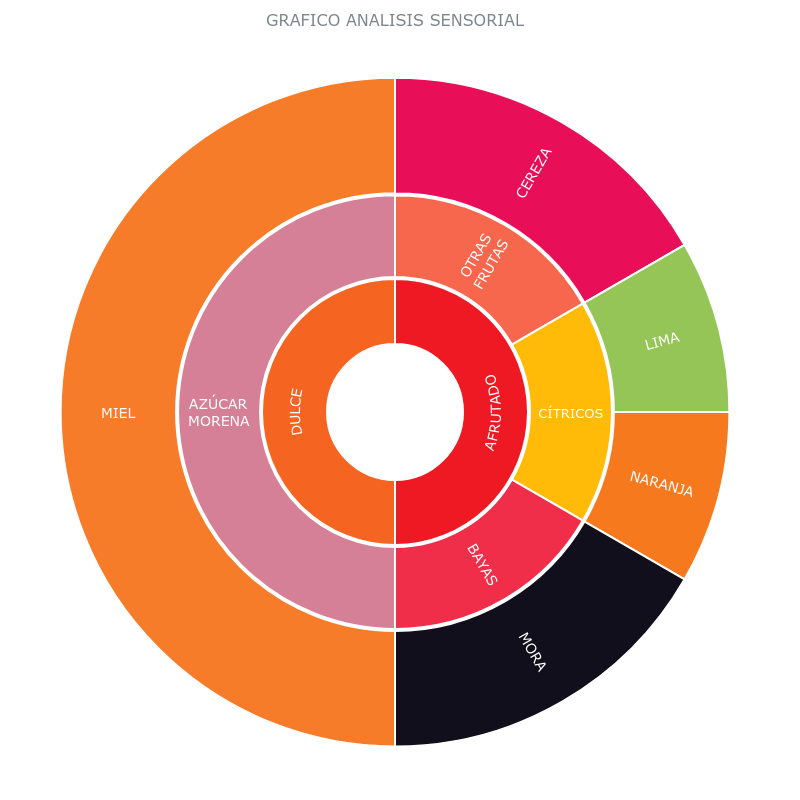 GRAFICO ANALISIS SENSORIAL
CEREZA
OTRAS
FRUTAS
LIMA
DULCE
AFRUTADO
AZÚCAR
MORENA
MIEL
CÍTRICOS
NARANJA
BAYAS
MORA